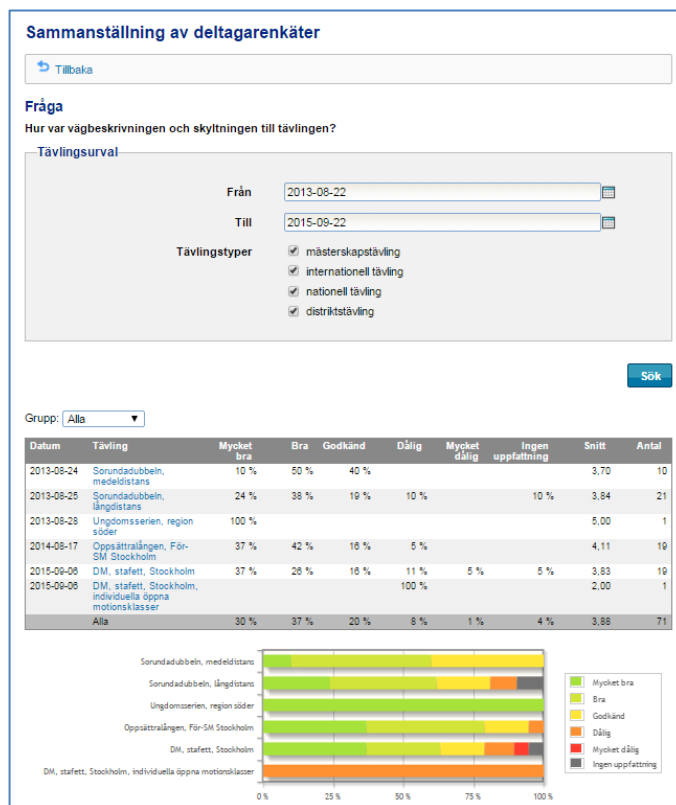 Sammanställning av deltagarenkäter
Tillbaka
Fråga
Hur var vägbeskrivningen och skyltningen till tävlingen?
Tävlingsurval
Från 2013-08-22
Till 2015-09-22
Tävlingstyper mästerskapstävling
internationell tävling
nationell tävling
distriktstävling
Sök
Grupp: Alla
Datum Tävling Mycket bra Bra Godkänd Dålig Mycket dålig Ingen uppfattning Snitt Antal
2013-08-24 Sorundadubbeln, medeldistans 10 % 50 % 40 % 3,70 10
2013-08-25 Sorundadubbeln, långdistans 24 % 38 % 19 % 10 % 10 % 3,84 21
2013-08-28 Ungdomsserien, region söder 100 % 5,00 1
2014-08-17 Oppsättralången, För-SM Stockholm 37 % 42 % 16 % 5 % 4,11 19
2015-09-06 DM, stafett, Stockholm 37 % 26 % 16 % 11 % 5 % 5 % 3,83 19
2015-09-06 DM, stafett, Stockholm, individuella öppna motionsklasser 100 % 2,00 1
Alla 30 % 37 % 20 % 8 % 1 % 4 % 3,88 71
Sorundadubbeln, medeldistans
Sorundadubbeln, långdistans
Ungdomsserien, region söder
Oppsättralången, För-SM Stockholm
DM, stafett, Stockholm
DM, stafett, Stockholm, individuella öppna motionsklasser
0 % 25 % 50 % 75 % 100 %
Mycket bra
Bra
Godkänd
Dålig
Mycket dålig
Ingen uppfattning